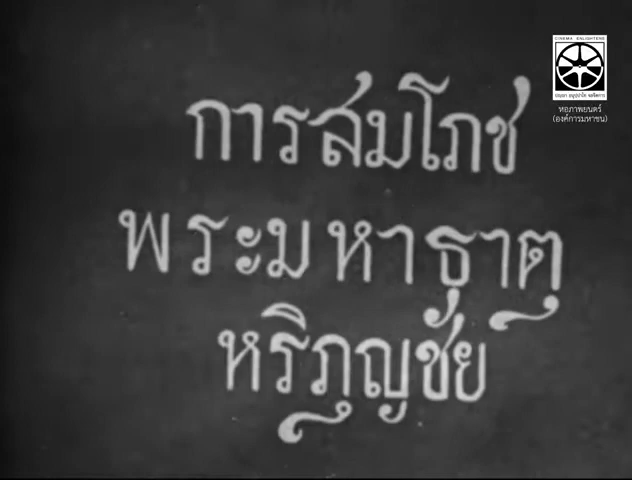 การสมโภช
พระมหาธาตุ
หริภุญชัย
CINEMA ENLIGHTENS
หอภาพยนตร์
(องค์การมหาชน)